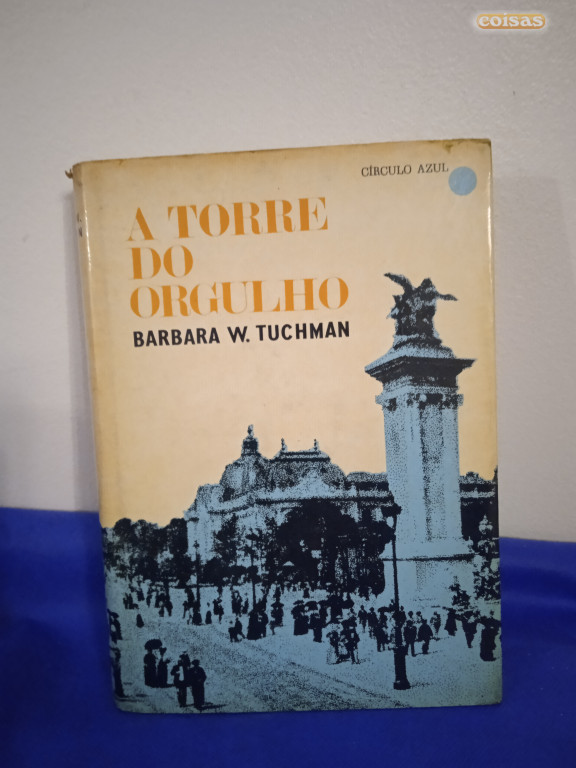 coisas
CÍRCULO AZUL
A TORRE
DO
ORGULHO
BARBARA W. TUCHMAN